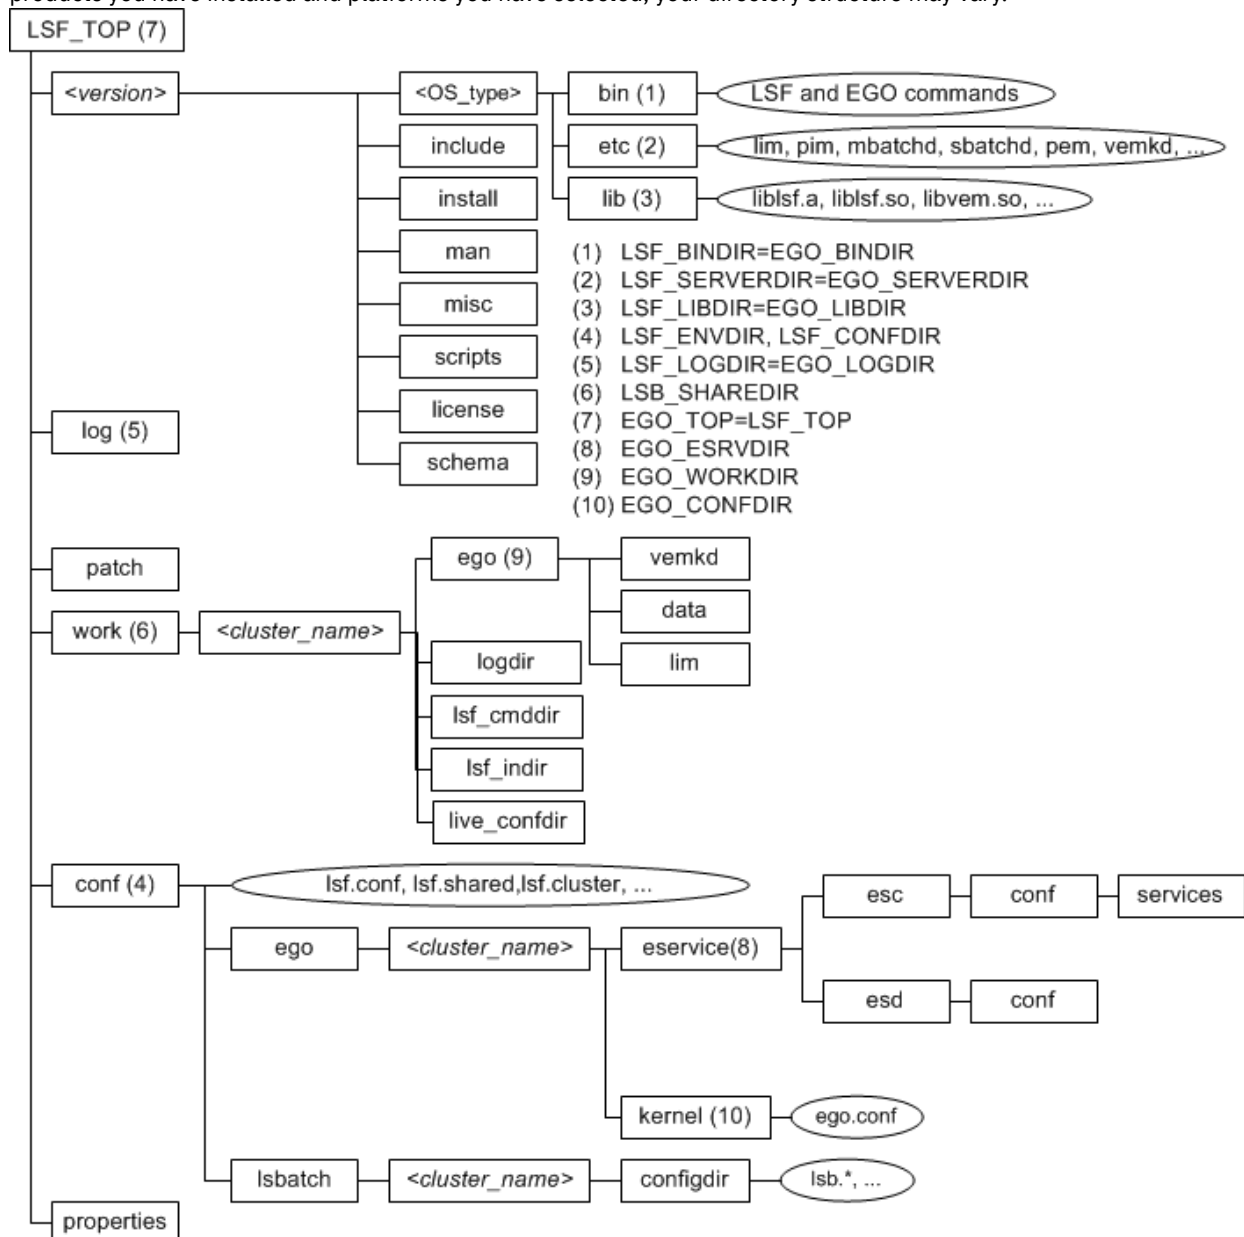 products you have installed and platforms you have selected, your directory structure may vary.
LSF_TOP (7)
<version>
<OS_type>
bin (1)
LSF and EGO commands
include
etc (2)
lim, pim, mbatchd, sbatchd, pem, vemkd, ...
install
lib (3)
liblsf.a, liblsf.so, libvem.so, ...
man
misc
scripts
license
schema
(1) LSF_BINDIR=EGO_BINDIR
(2) LSF_SERVERDIR=EGO_SERVERDIR
(3) LSF_LIBDIR=EGO_LIBDIR
(4) LSF_ENVDIR, LSF_CONFDIR
(5) LSF_LOGDIR=EGO_LOGDIR
(6) LSB_SHAREDIR
(7) EGO_TOP=LSF_TOP
(8) EGO_ESRVDIR
(9) EGO_WORKDIR
(10) EGO_CONFDIR
log (5)
patch
work (6)
<cluster_name>
ego (9)
vemkd
data
lim
logdir
lsf_cmddir
lsf_indir
live_confdir
conf (4)
lsf.conf, lsf.shared,lsf.cluster, ...
ego
<cluster_name>
eservice(8)
esc
conf
services
esd
conf
kernel (10)
ego.conf
lsbatch
<cluster_name>
configdir
lsb.*, ...
properties